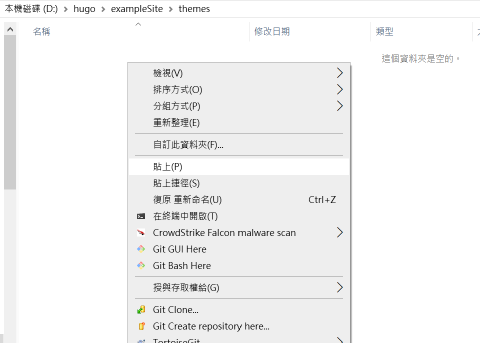 本機磁碟 (D:) > hugo > exampleSite > themes
名稱 修改日期 類型
這個資料夾是空的。
檢視(V)
排序方式(O)
分組方式(P)
重新整理(E)
自訂此資料夾(F)...
貼上(P)
貼上捷徑(S)
復原 重新命名(U) Ctrl+Z
在終端中開啟(T)
CrowdStrike Falcon malware scan
Git GUI Here
Git Bash Here
授與存取權給(G)
Git Clone...
Git Create repository here...
TortoiseGit